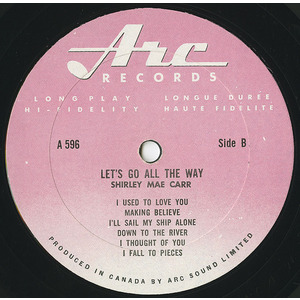 Arc
RECORDS
LONG PLAY LONGUE DURÉE
HI-FIDELITY HAUTE FIDELITE
A 596 Side B
LET'S GO ALL THE WAY
SHIRLEY MAE CARR
I USED TO LOVE YOU
MAKING BELIEVE
I'LL SAIL MY SHIP ALONE
DOWN TO THE RIVER
I THOUGHT OF YOU
I FALL TO PIECES
PRODUCED IN CANADA BY ARC SOUND LIMITED